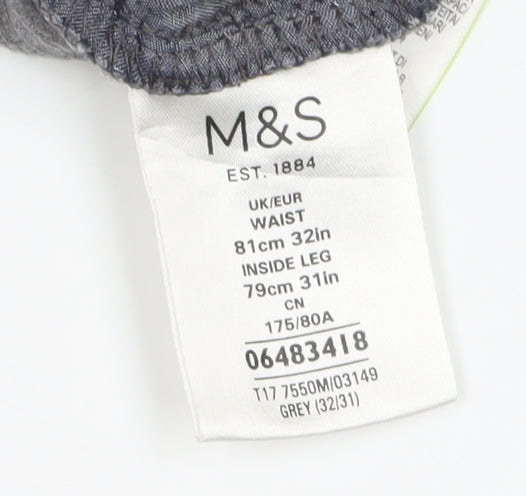 M&S
EST. 1884
UK/EUR
WAIST
81cm 32in
INSIDE LEG
79cm 31in
CN
175/80A
06483418
T17 7550M/03149
GREY (32/31)